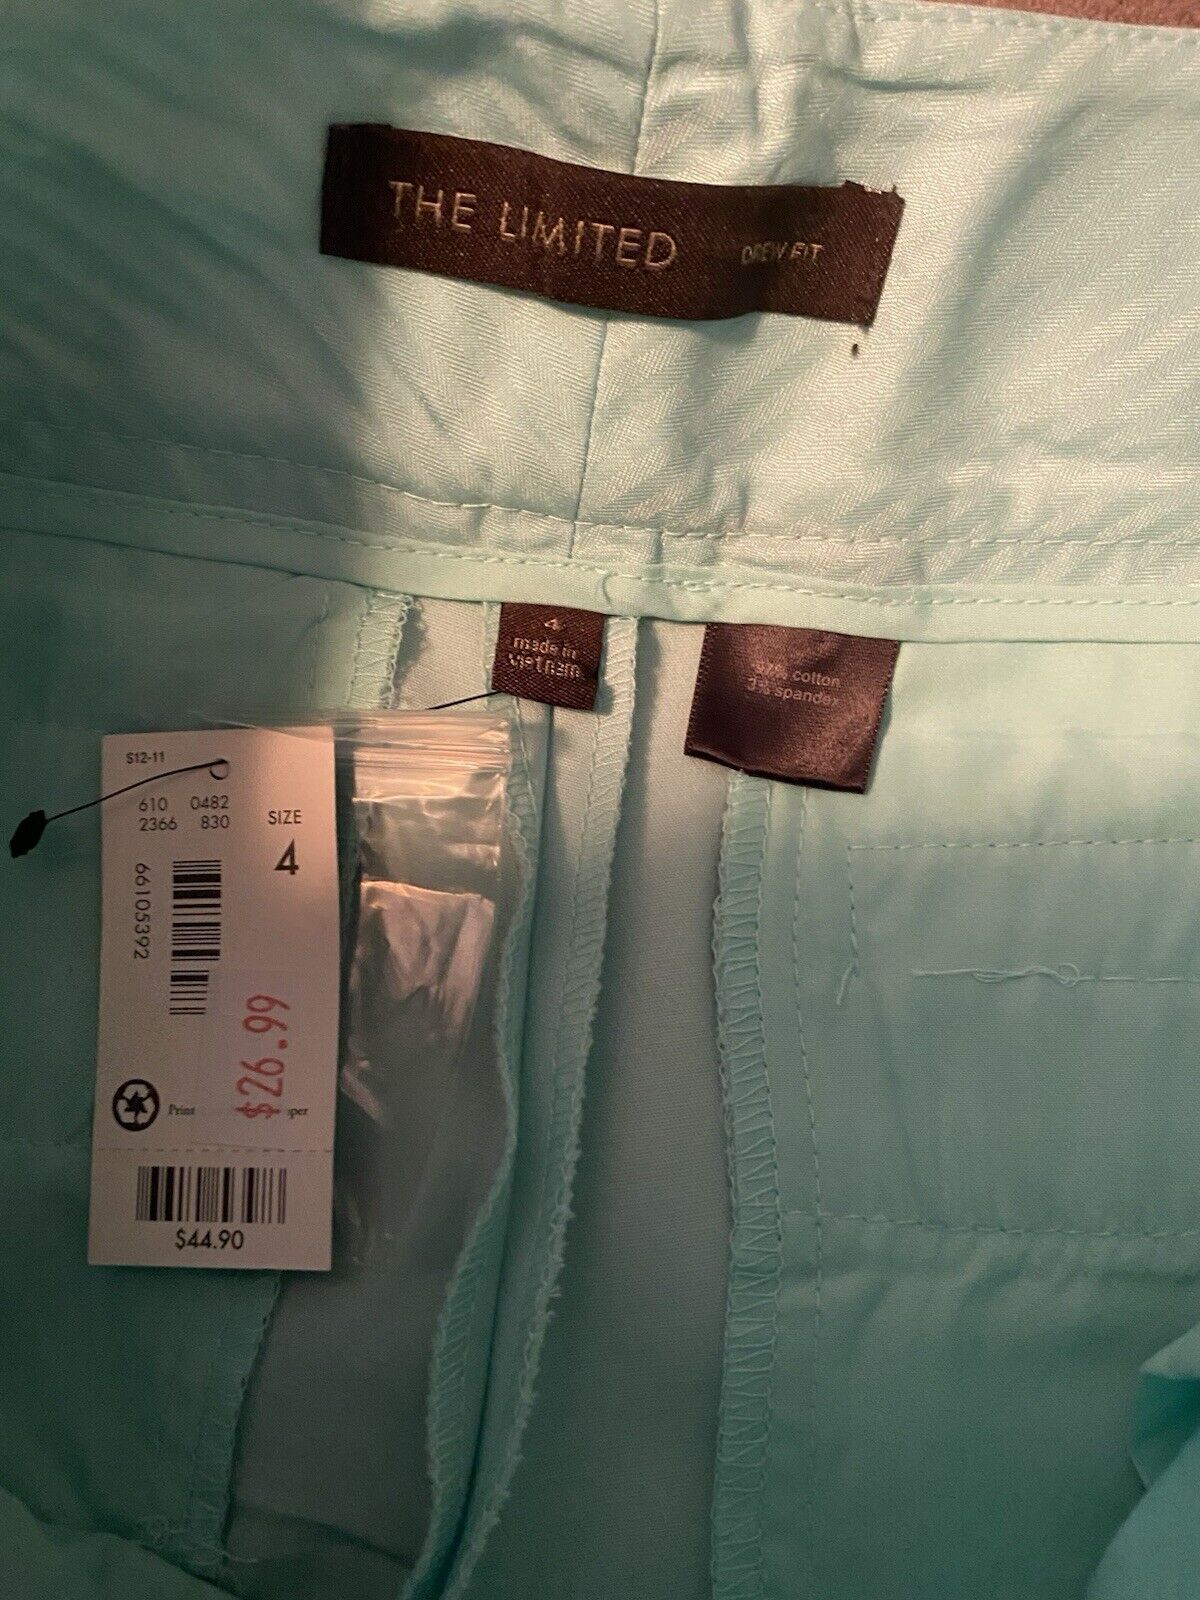 THE LIMITED DREW FIT
4
made in
vietnam
97% cotton
3% spandex
S12-11
610 0482
2366 830
SIZE
4
66105392
$26.99
Print
$44.90